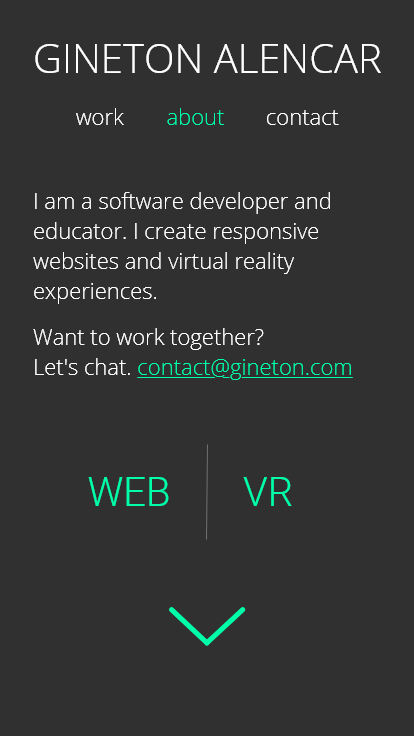 GINETON ALENCAR
work about contact
I am a software developer and
educator. I create responsive
websites and virtual reality
experiences.
Want to work together?
Let's chat. contact@gineton.com
WEB VR